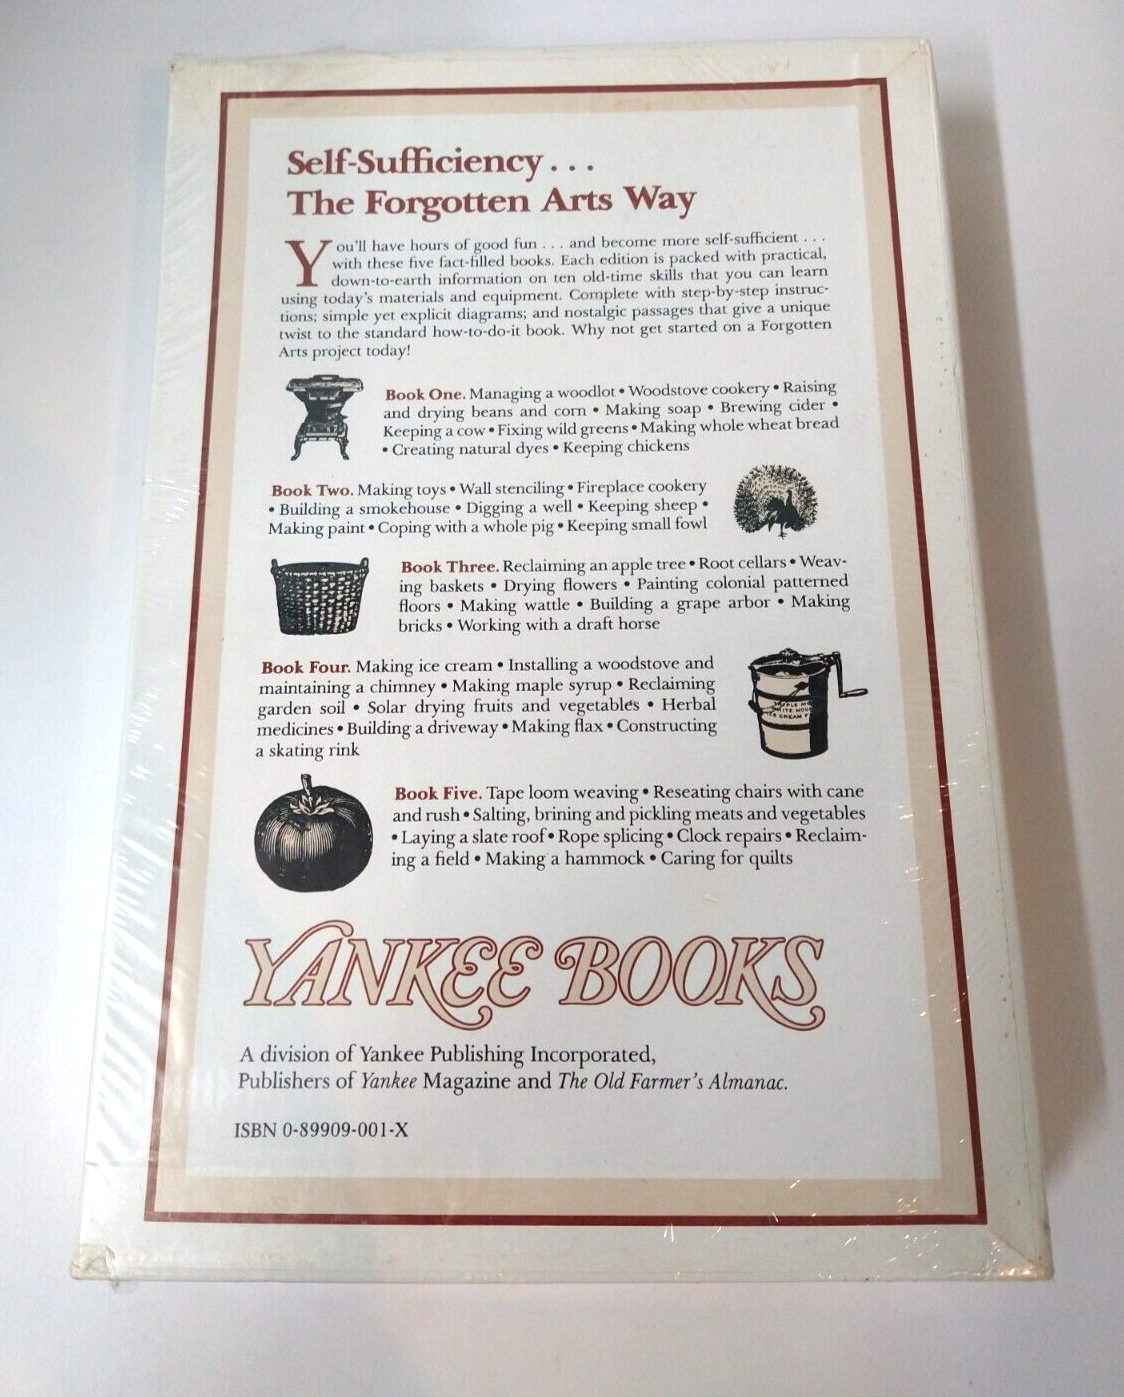 Self-Sufficiency . . .
The Forgotten Arts Way
You'll have hours of good fun . . . and become more self-sufficient . . .
with these five fact-filled books. Each edition is packed with practical,
down-to-earth information on ten old-time skills that you can learn
using today's materials and equipment. Complete with step-by-step instruc-
tions; simple yet explicit diagrams; and nostalgic passages that give a unique
twist to the standard how-to-do-it book. Why not get started on a Forgotten
Arts project today!
Book One. Managing a woodlot • Woodstove cookery • Raising
and drying beans and corn • Making soap • Brewing cider •
Keeping a cow • Fixing wild greens • Making whole wheat bread
• Creating natural dyes • Keeping chickens
Book Two. Making toys • Wall stenciling • Fireplace cookery
• Building a smokehouse • Digging a well • Keeping sheep •
Making paint • Coping with a whole pig • Keeping small fowl
Book Three. Reclaiming an apple tree • Root cellars • Weav-
ing baskets • Drying flowers • Painting colonial patterned
floors • Making wattle • Building a grape arbor • Making
bricks • Working with a draft horse
Book Four. Making ice cream • Installing a woodstove and
maintaining a chimney • Making maple syrup • Reclaiming
garden soil • Solar drying fruits and vegetables • Herbal
medicines • Building a driveway • Making flax • Constructing
a skating rink
ICE CREAM
Book Five. Tape loom weaving • Reseating chairs with cane
and rush • Salting, brining and pickling meats and vegetables
• Laying a slate roof • Rope splicing • Clock repairs • Reclaim-
ing a field • Making a hammock • Caring for quilts
YANKEE BOOKS
A division of Yankee Publishing Incorporated,
Publishers of Yankee Magazine and The Old Farmer's Almanac.
ISBN 0-89909-001-X